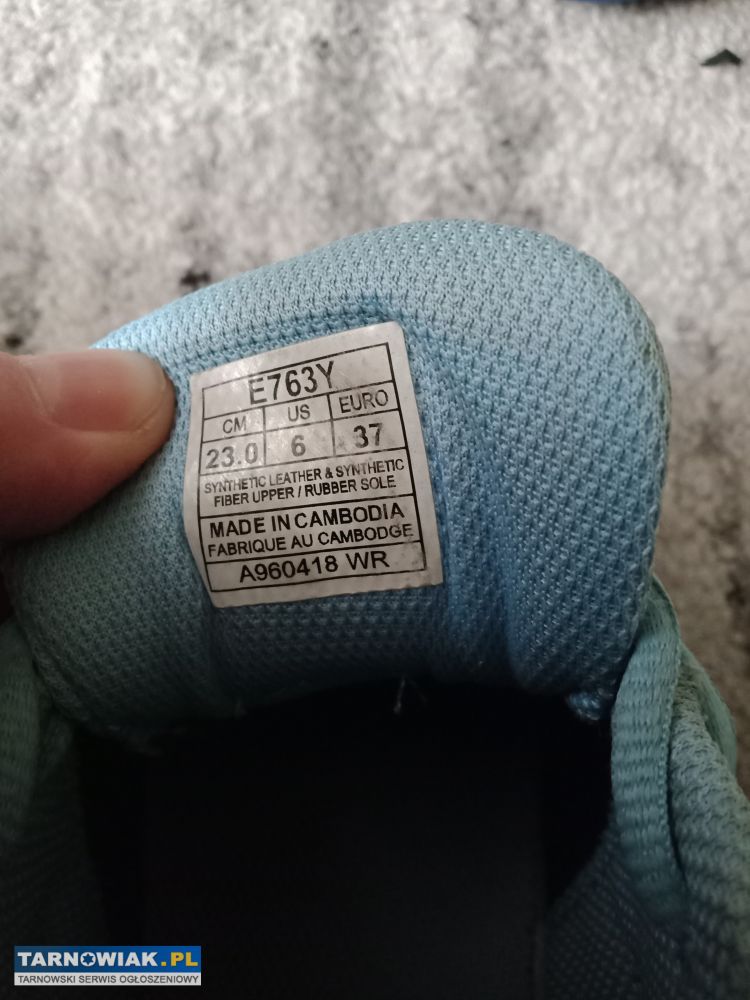 E763Y
CM US EURO
23.0 6 37
SYNTHETIC LEATHER & SYNTHETIC
FIBER UPPER / RUBBER SOLE
MADE IN CAMBODIA
FABRIQUE AU CAMBODGE
A960418 WR
TARNOWIAK.PL
TARNOWSKI SERWIS OGŁOSZENIOWY